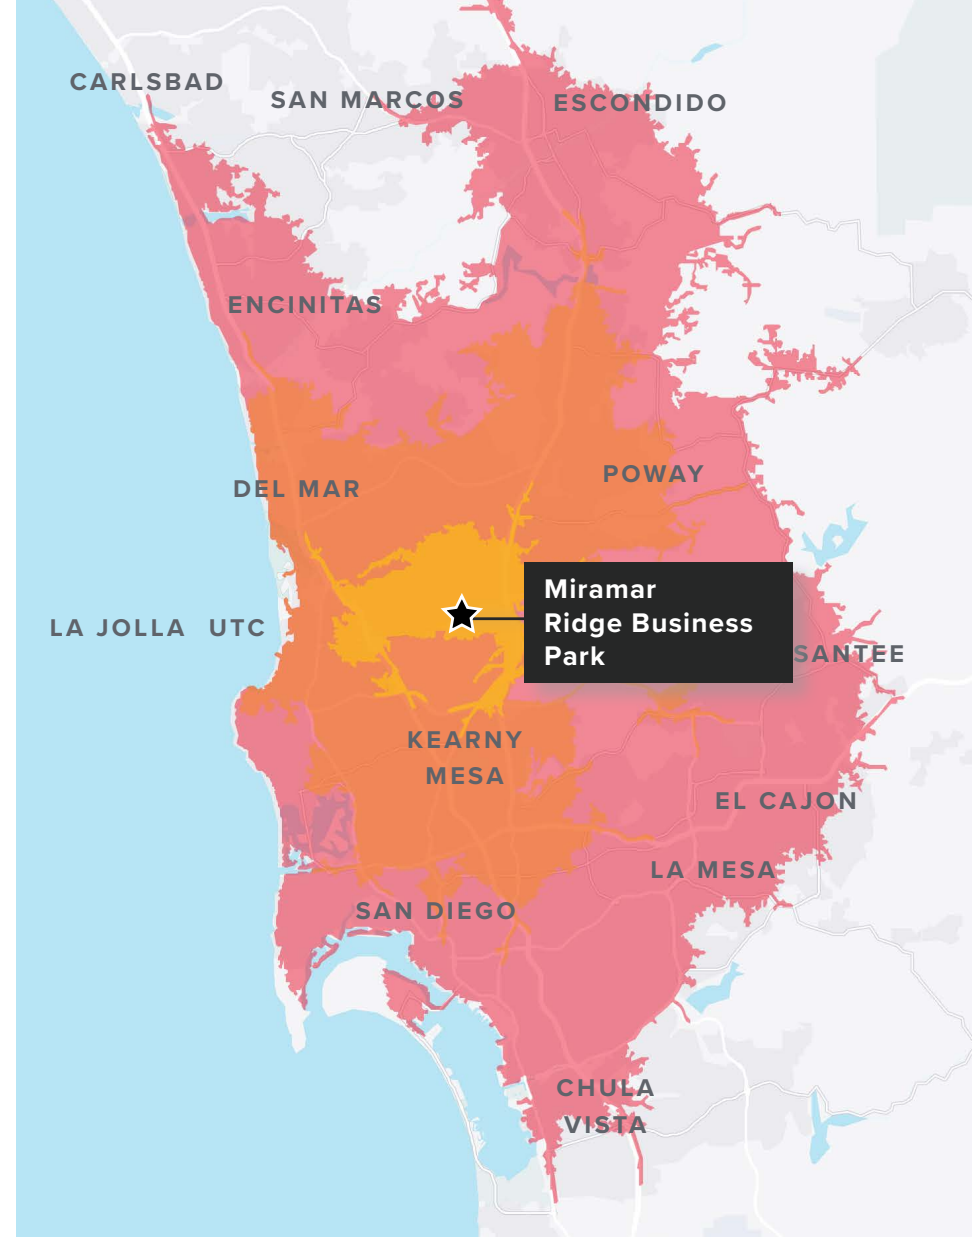 CARLSBAD
SAN MARCOS
ESCONDIDO
ENCINITAS
DEL MAR
POWAY
Miramar
Ridge Business
Park
LA JOLLA UTC
SANTEE
KEARNY
MESA
EL CAJON
LA MESA
SAN DIEGO
CHULA
VISTA